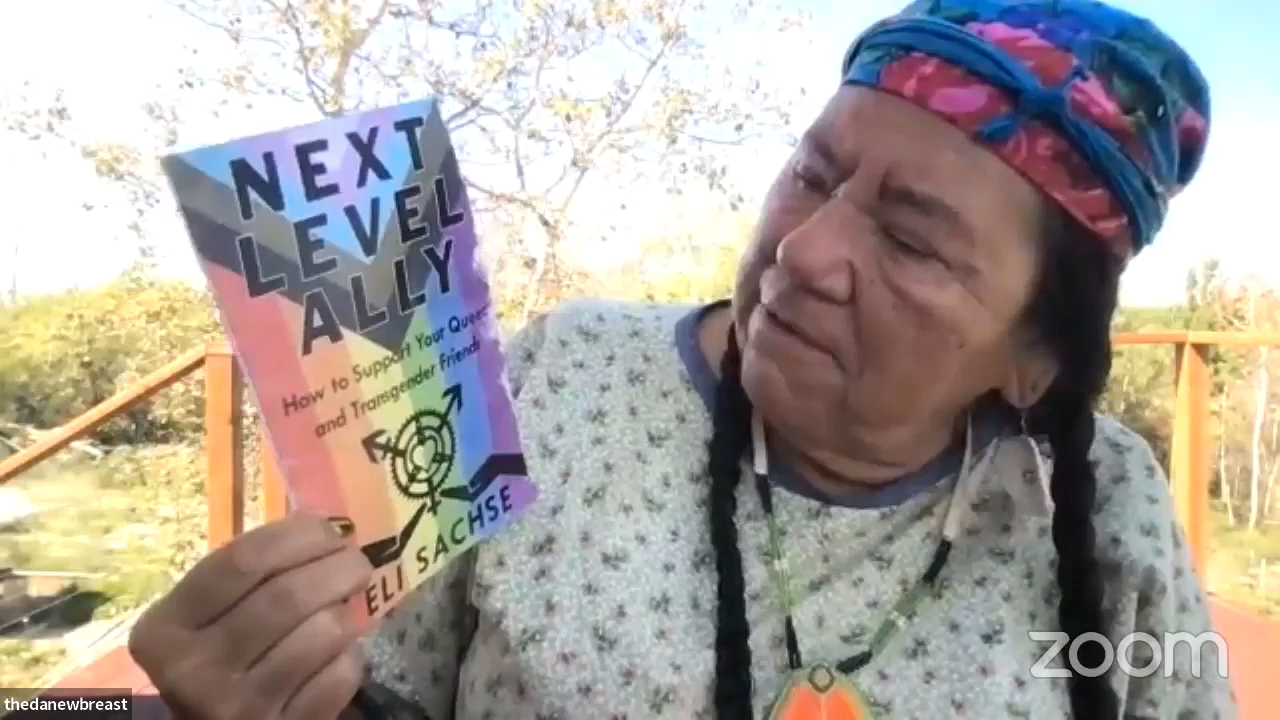 NEXT
LEVEL
ALLY
How to Support Your Queer
and Transgender Friends
ELI SACHSE
zoom
thedanewbreast